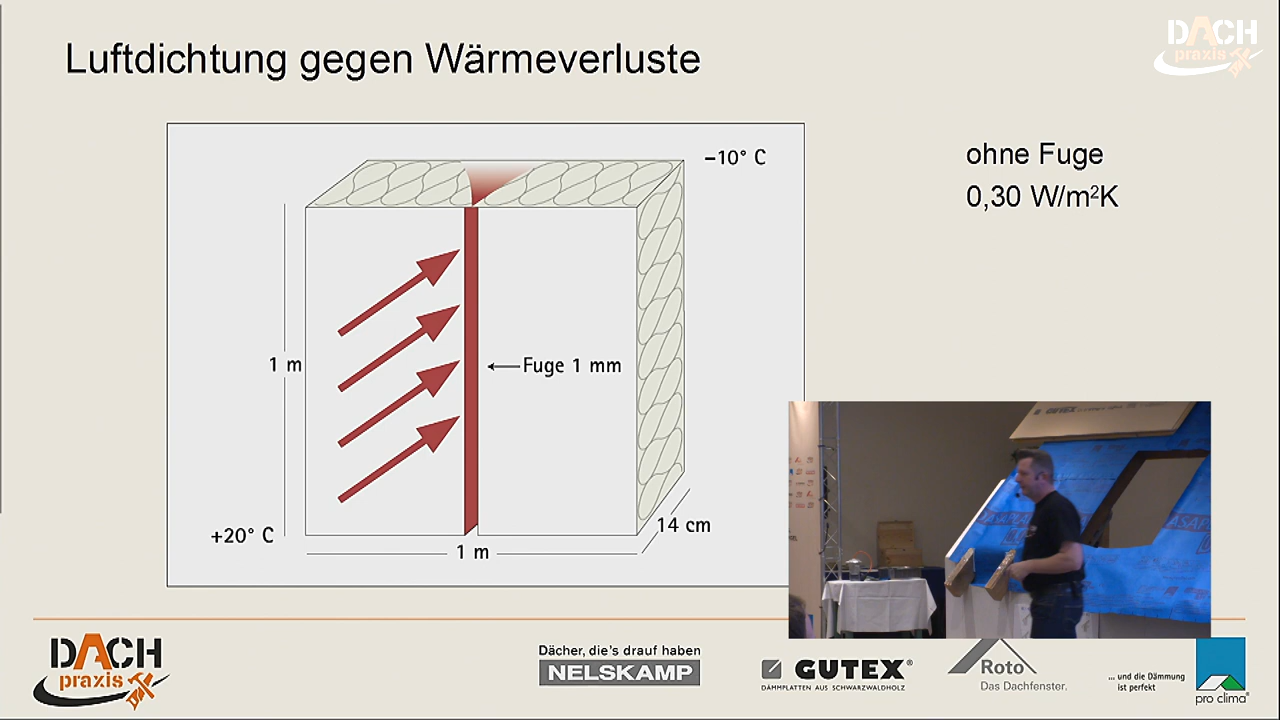 Luftdichtung gegen Wärmeverluste
DACH
praxis
–10° C
ohne Fuge
0,30 W/m²K
1 m
Fuge 1 mm
+20° C
14 cm
1 m
DACH
praxis
Dächer, die's drauf haben
NELSKAMP
GUTEX®
DÄMMPLATTEN AUS SCHWARZWALDHOLZ
Roto
Das Dachfenster.
... und die Dämmung
ist perfekt
pro clima®